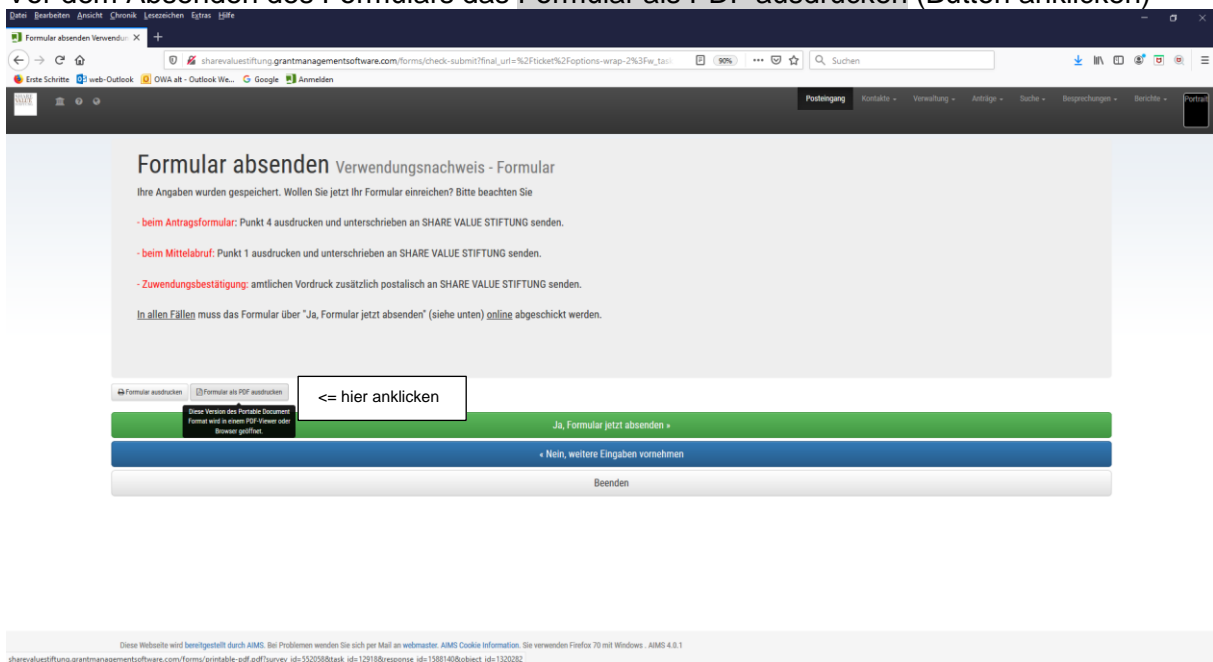 Vor dem Absenden des Formulars das Formular als PDF ausdrucken (Button anklicken)
Datei Bearbeiten Ansicht Chronik Lesezeichen Extras Hilfe
Formular absenden Verwendun
sharevaluestiftung.grantmanagementsoftware.com/forms/check-submit?final_url=%2Fticket%2Foptions-wrap-2%3Fw_tas
90%
Suchen
Erste Schritte web-Outlook OWA alt - Outlook We... Google Anmelden
Posteingang Kontakte Verwaltung Anträge Suche Besprechungen Berichte Portrait
Formular absenden Verwendungsnachweis - Formular
Ihre Angaben wurden gespeichert. Wollen Sie jetzt Ihr Formular einreichen? Bitte beachten Sie
- beim Antragsformular: Punkt 4 ausdrucken und unterschrieben an SHARE VALUE STIFTUNG senden.
- beim Mittelabruf: Punkt 1 ausdrucken und unterschrieben an SHARE VALUE STIFTUNG senden.
- Zuwendungsbestätigung: amtlichen Vordruck zusätzlich postalisch an SHARE VALUE STIFTUNG senden.
In allen Fällen muss das Formular über "Ja, Formular jetzt absenden" (siehe unten) online abgeschickt werden.
Formular ausdrucken Formular als PDF ausdrucken
<= hier anklicken
Diese Version des Portable Document
Format wird in einem PDF-Viewer oder
Browser geöffnet.
Ja, Formular jetzt absenden »
« Nein, weitere Eingaben vornehmen
Beenden
Diese Website wird bereitgestellt durch AIMS. Bei Problemen wenden Sie sich per Mail an webmaster. AIMS Cookie Information. Sie verwenden Firefox 70 mit Windows . AIMS 4.0.1
sharevaluestiftung.grantmanagementsoftware.com/forms/printable-pdf.pdf?survey_id=552058&task_id=12918&response_id=1588140&object_id=1320282